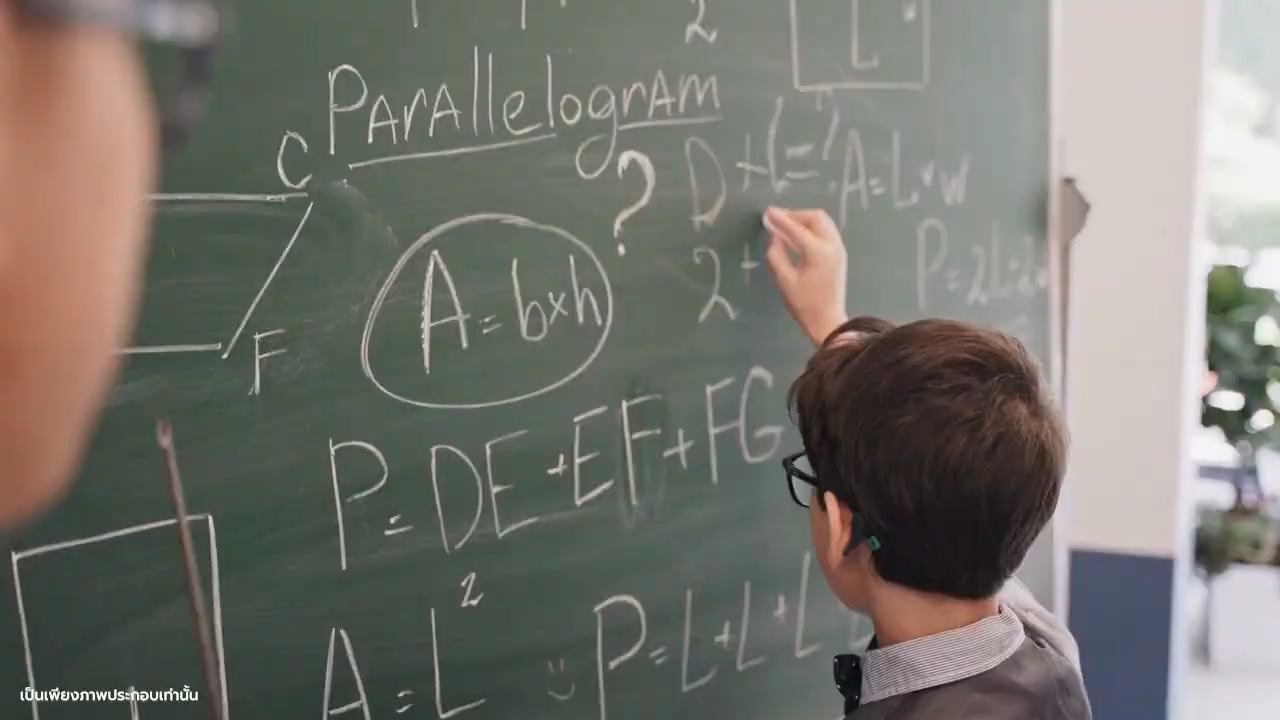 2
L
Parallelogram
C
? D + L = ? A = L × w
A = b×h
2 +
P = 2L + 2w
F
P = DE + EF + FG
A = L²
P = L + L + L
เป็นเพียงภาพประกอบเท่านั้น